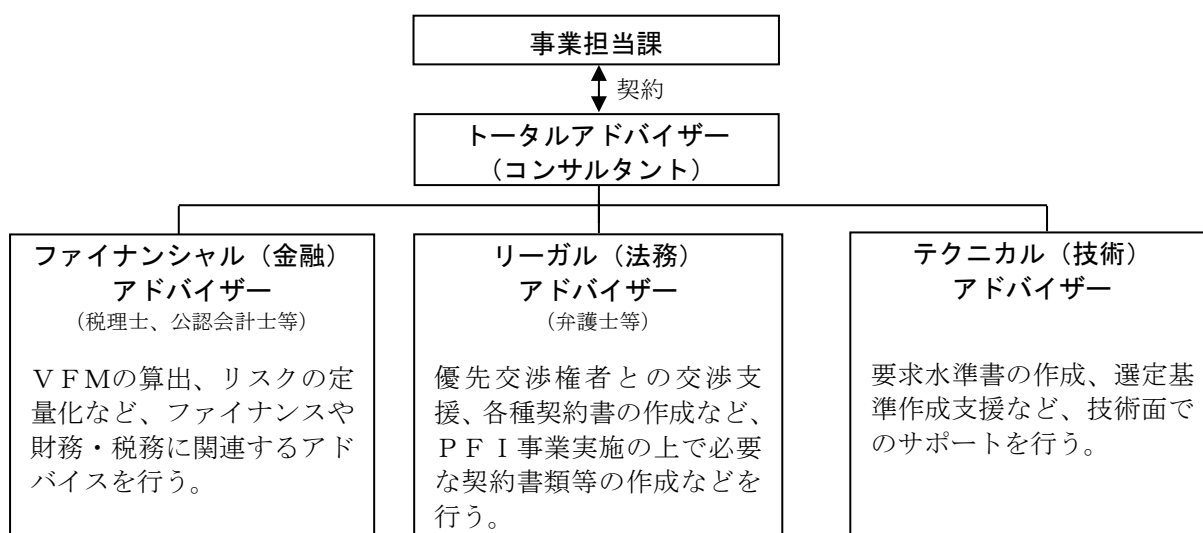 事業担当課
契約
トータルアドバイザー
（コンサルタント）
ファイナンシャル（金融）
アドバイザー
（税理士、公認会計士等）
ＶＦＭの算出、リスクの定
量化など、ファイナンスや
財務・税務に関連するアド
バイスを行う。
リーガル（法務）
アドバイザー
（弁護士等）
優先交渉権者との交渉支
援、各種契約書の作成など、
ＰＦＩ事業実施の上で必要
な契約書類等の作成などを
行う。
テクニカル（技術）
アドバイザー
要求水準書の作成、選定基
準作成支援など、技術面で
のサポートを行う。